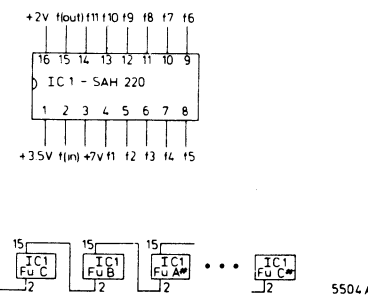 +2V f(out) f11 f10 f9 f8 f7 f6
16 15 14 13 12 11 10 9
IC1 - SAH 220
1 2 3 4 5 6 7 8
+3.5V f(in) +7V f1 f2 f3 f4 f5
15 15 15
IC1 IC1 IC1 IC1
Fu C Fu B Fu A# • • • Fu C#
2 2 2 2
5504 A